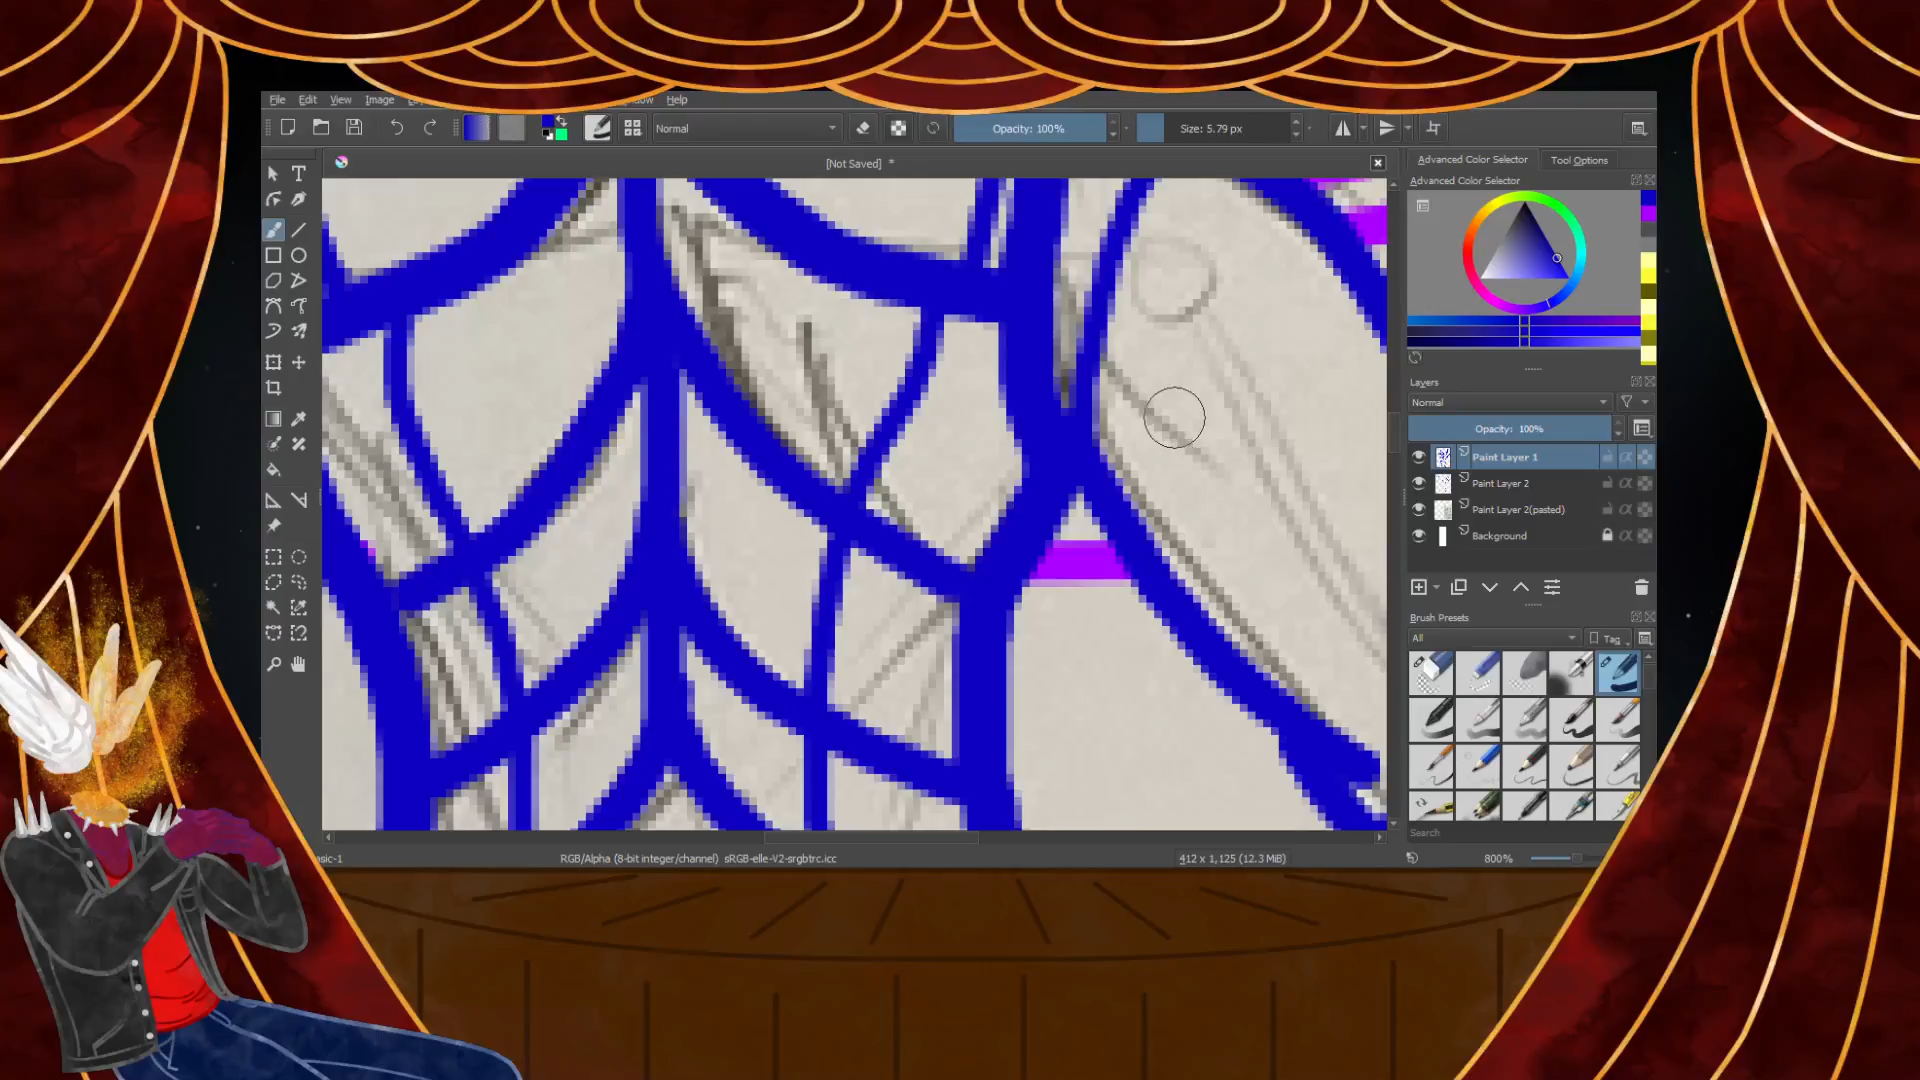 File Edit View Image Help
Normal
Opacity: 100%
Size: 5.79 px
[Not Saved] *
Advanced Color Selector Tool Options
Advanced Color Selector
Layers
Normal
Opacity: 100%
Paint Layer 1
Paint Layer 2
Paint Layer 2(pasted)
Background
Brush Presets
All Tag
Search
RGB/Alpha (8-bit integer/channel) sRGB-elle-V2-srgbtrc.icc
412 x 1,125 (12.3 MiB)
800%